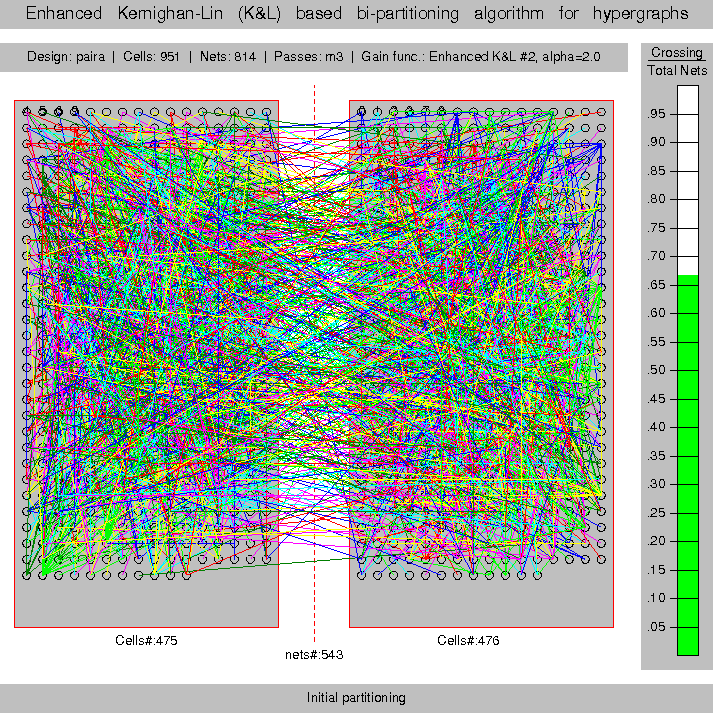 Enhanced Kernighan-Lin (K&L) based bi-partitioning algorithm for hypergraphs
Design: paira | Cells: 951 | Nets: 814 | Passes: m3 | Gain func.: Enhanced K&L #2, alpha=2.0
Crossing
Total Nets
.95
.90
.85
.80
.75
.70
.65
.60
.55
.50
.45
.40
.35
.30
.25
.20
.15
.10
.05
Cells#:475
Cells#:476
nets#:543
Initial partitioning